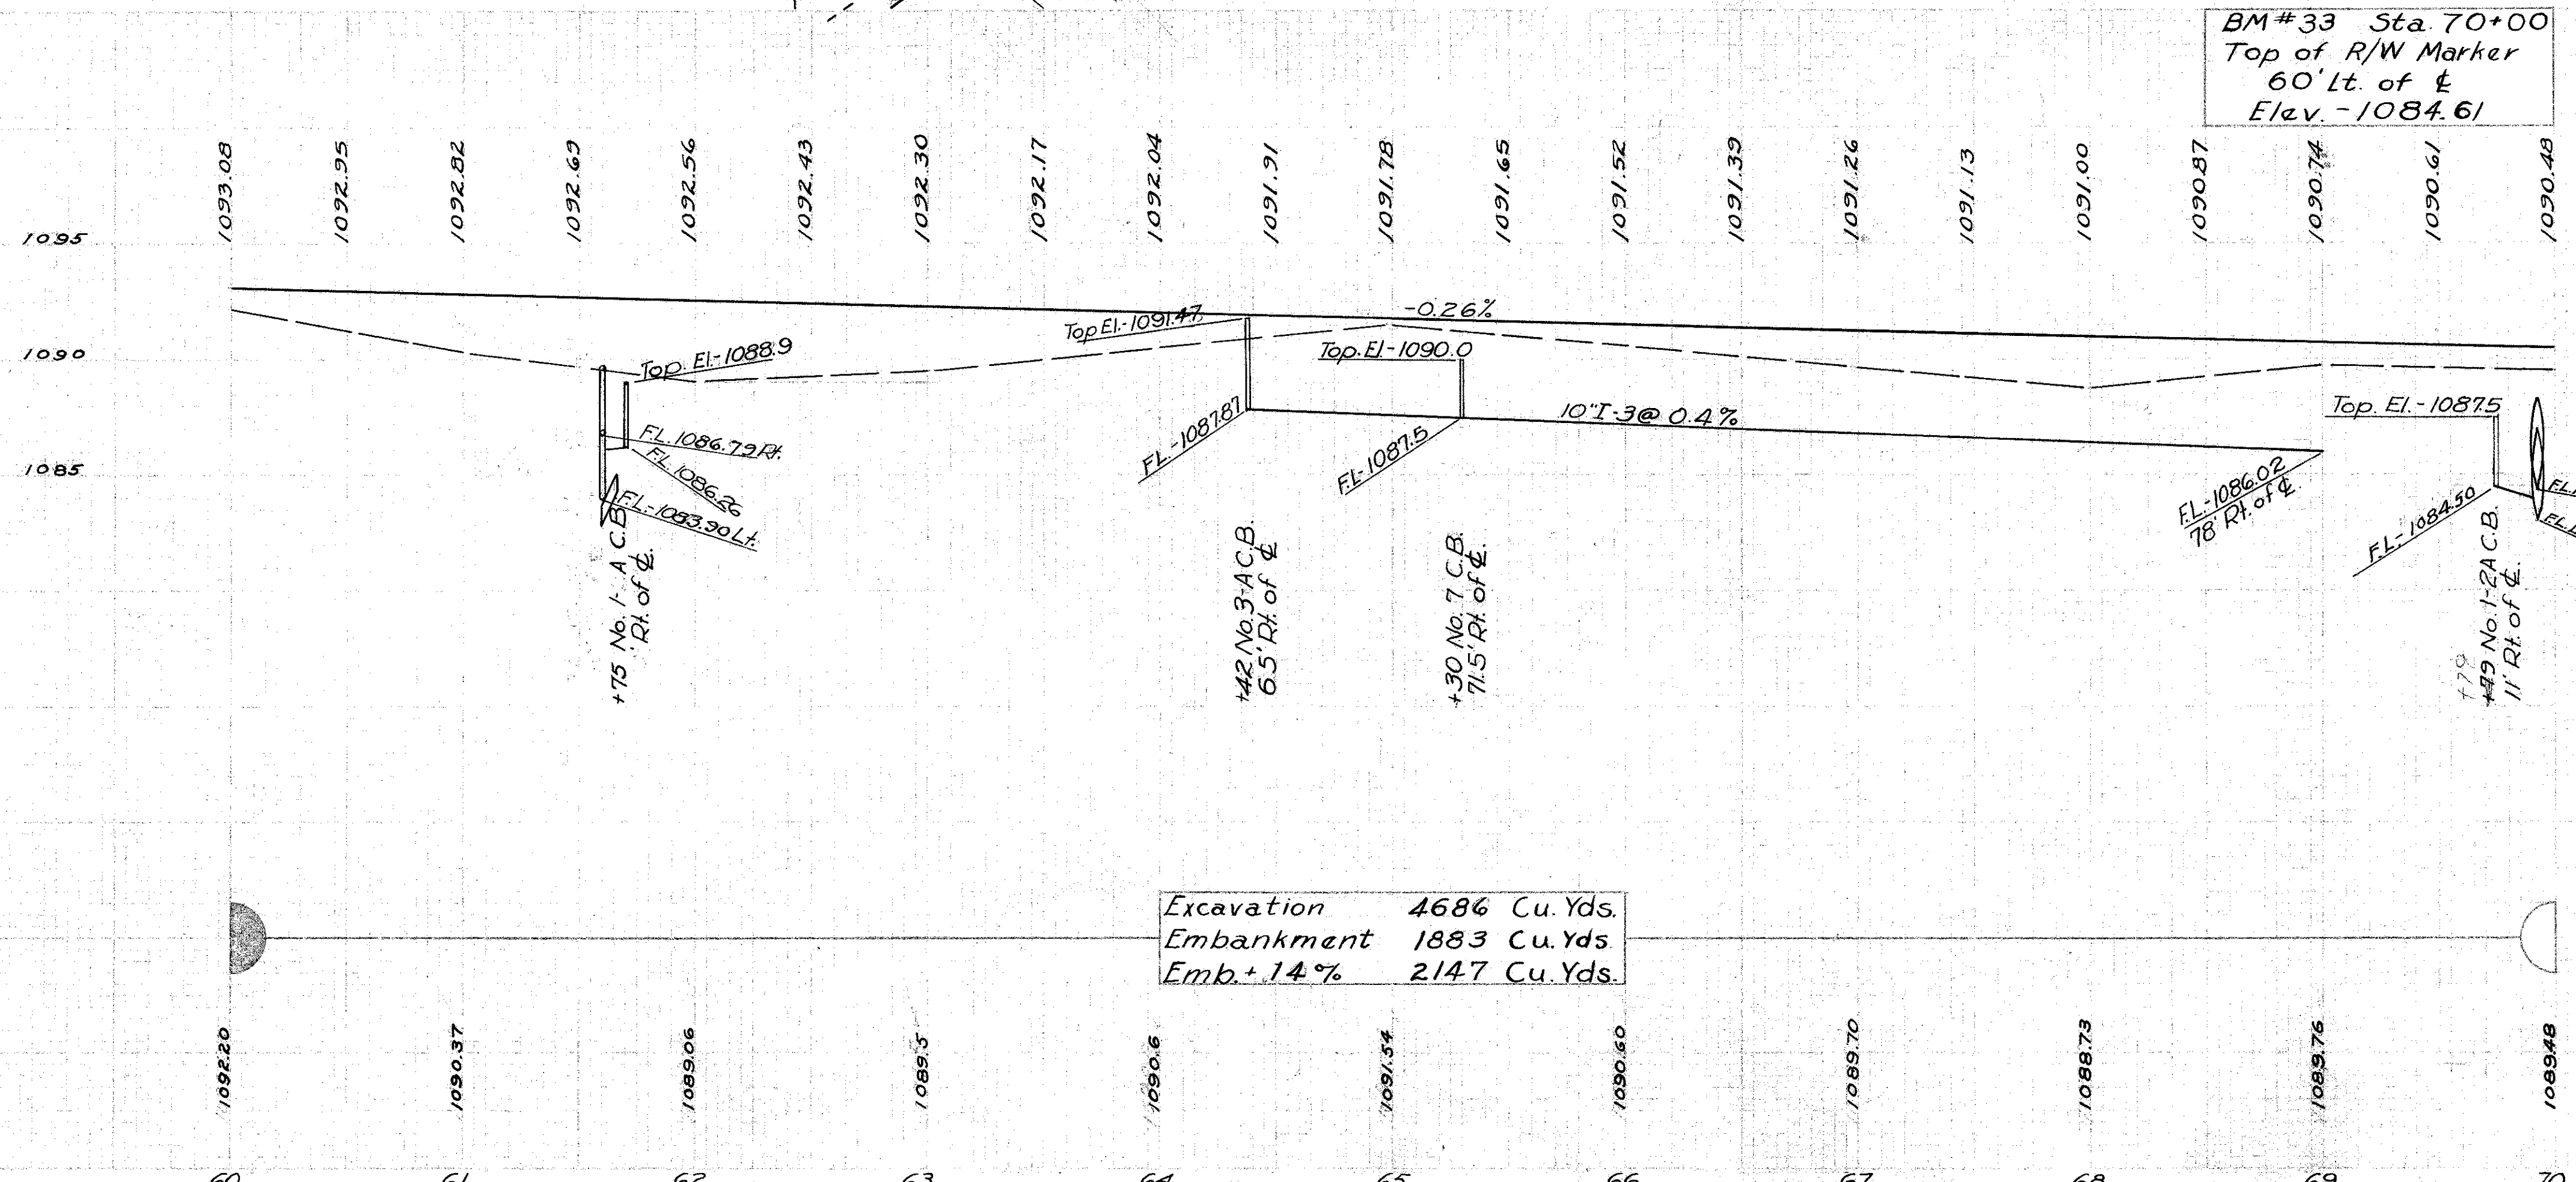 BM#33 Sta. 70+00
Top of R/W Marker
60' Lt. of ℄
Elev. - 1084.61
1093.08
1092.95
1092.82
1092.69
1092.56
1092.43
1092.30
1092.17
1092.04
1091.91
1091.78
1091.65
1091.52
1091.39
1091.26
1091.13
1091.00
1090.87
1090.74
1090.61
1090.48
1095
1090
1085
-0.26%
Top. El.-1088.9
F.L. 1086.79 Rt.
F.L. 1086.26
F.L.-1083.90 Lt.
+75 No. 1-A C.B.
Rt. of ℄.
Top El.-1091.47
F.L. -1087.87
+42 No. 3-A C.B.
6.5' Rt. of ℄
Top. El-1090.0
F.L-1087.5
+30 No. 7 C.B.
71.5' Rt. of ℄.
10"I-3@ 0.4%
F.L-1086.02
78' Rt. of ℄.
Top. El.-1087.5
F.L.-1084.50
+79
No. 1-2A C.B.
11' Rt. of ℄.
F.L.
F.L.
Excavation 4686 Cu. Yds.
Embankment 1883 Cu. Yds.
Emb. + 14% 2147 Cu. Yds.
1092.20
1090.37
1089.06
1089.5
1090.6
1091.54
1090.60
1089.70
1088.73
1089.76
1089.48
60
61
62
63
64
65
66
67
68
69
70